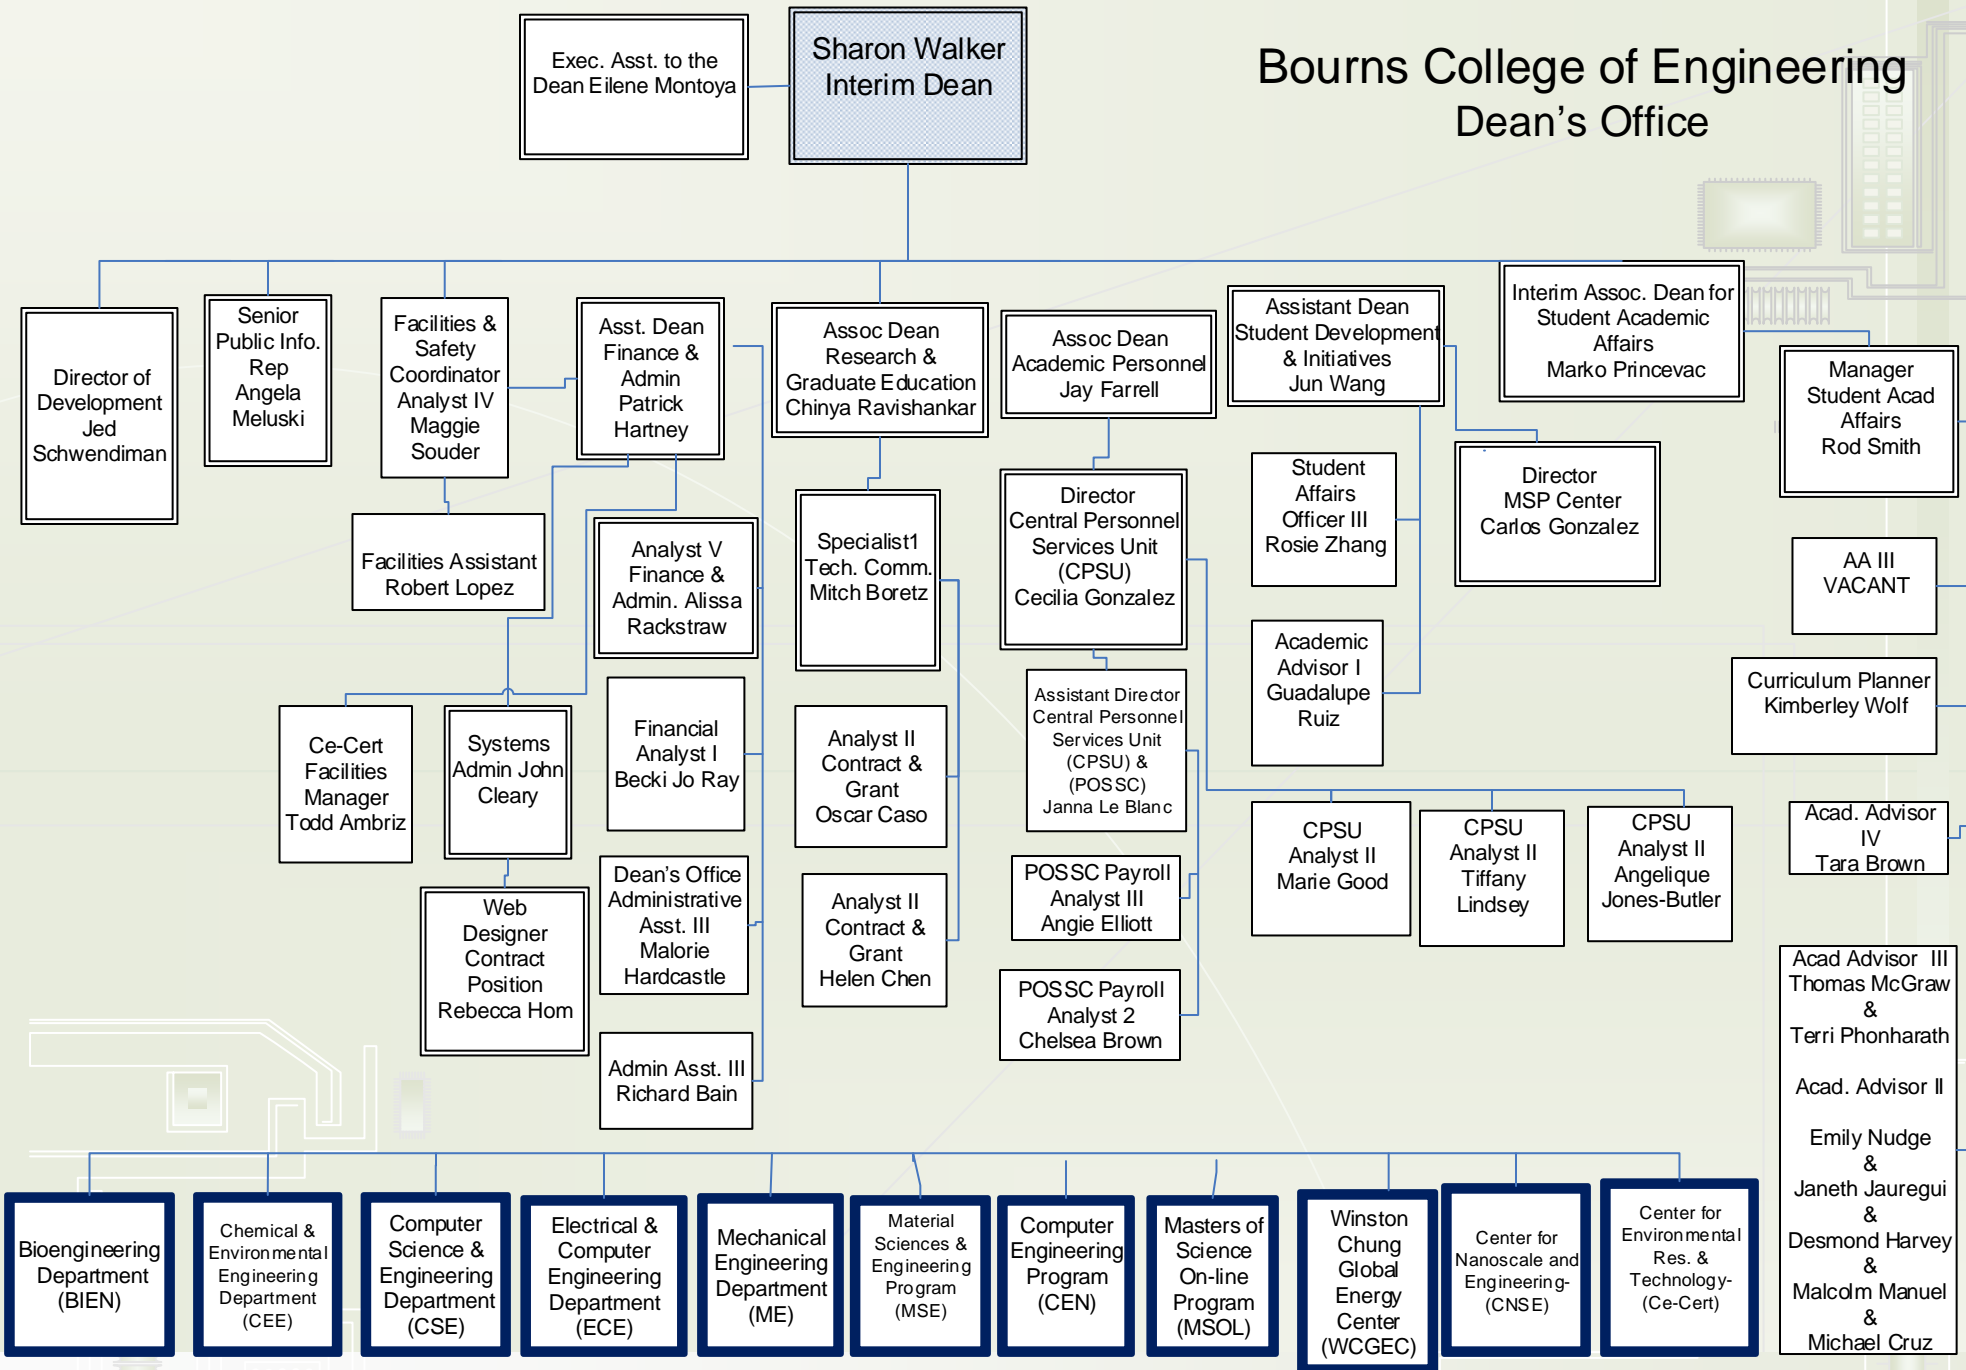 Exec. Asst. to the
Dean Eilene Montoya
Sharon Walker
Interim Dean
Bourns College of Engineering
Dean’s Office
Director of
Development
Jed
Schwendiman
Senior
Public Info.
Rep
Angela
Meluski
Facilities &
Safety
Coordinator
Analyst IV
Maggie
Souder
Asst. Dean
Finance &
Admin
Patrick
Hartney
Assoc Dean
Research &
Graduate Education
Chinya Ravishankar
Assoc Dean
Academic Personnel
Jay Farrell
Assistant Dean
Student Development
& Initiatives
Jun Wang
Interim Assoc. Dean for
Student Academic
Affairs
Marko Princevac
Manager
Student Acad
Affairs
Rod Smith
Facilities Assistant
Robert Lopez
Analyst V
Finance &
Admin. Alissa
Rackstraw
Specialist1
Tech. Comm.
Mitch Boretz
Director
Central Personnel
Services Unit
(CPSU)
Cecilia Gonzalez
Student
Affairs
Officer III
Rosie Zhang
Director
MSP Center
Carlos Gonzalez
AA III
VACANT
Academic
Advisor I
Guadalupe
Ruiz
Curriculum Planner
Kimberley Wolf
Ce-Cert
Facilities
Manager
Todd Ambriz
Systems
Admin John
Cleary
Financial
Analyst I
Becki Jo Ray
Analyst II
Contract &
Grant
Oscar Caso
Assistant Director
Central Personnel
Services Unit
(CPSU) &
(POSSC)
Janna Le Blanc
CPSU
Analyst II
Marie Good
CPSU
Analyst II
Tiffany
Lindsey
CPSU
Analyst II
Angelique
Jones-Butler
Acad. Advisor
IV
Tara Brown
Web
Designer
Contract
Position
Rebecca Hom
Dean’s Office
Administrative
Asst. III
Malorie
Hardcastle
Analyst II
Contract &
Grant
Helen Chen
POSSC Payroll
Analyst III
Angie Elliott
POSSC Payroll
Analyst 2
Chelsea Brown
Admin Asst. III
Richard Bain
Acad Advisor III
Thomas McGraw
&
Terri Phonharath
Acad. Advisor II
Emily Nudge
&
Janeth Jauregui
&
Desmond Harvey
&
Malcolm Manuel
&
Michael Cruz
Bioengineering
Department
(BIEN)
Chemical &
Environmental
Engineering
Department
(CEE)
Computer
Science &
Engineering
Department
(CSE)
Electrical &
Computer
Engineering
Department
(ECE)
Mechanical
Engineering
Department
(ME)
Material
Sciences &
Engineering
Program
(MSE)
Computer
Engineering
Program
(CEN)
Masters of
Science
On-line
Program
(MSOL)
Winston
Chung
Global
Energy
Center
(WCGEC)
Center for
Nanoscale and
Engineering-
(CNSE)
Center for
Environmental
Res. &
Technology-
(Ce-Cert)